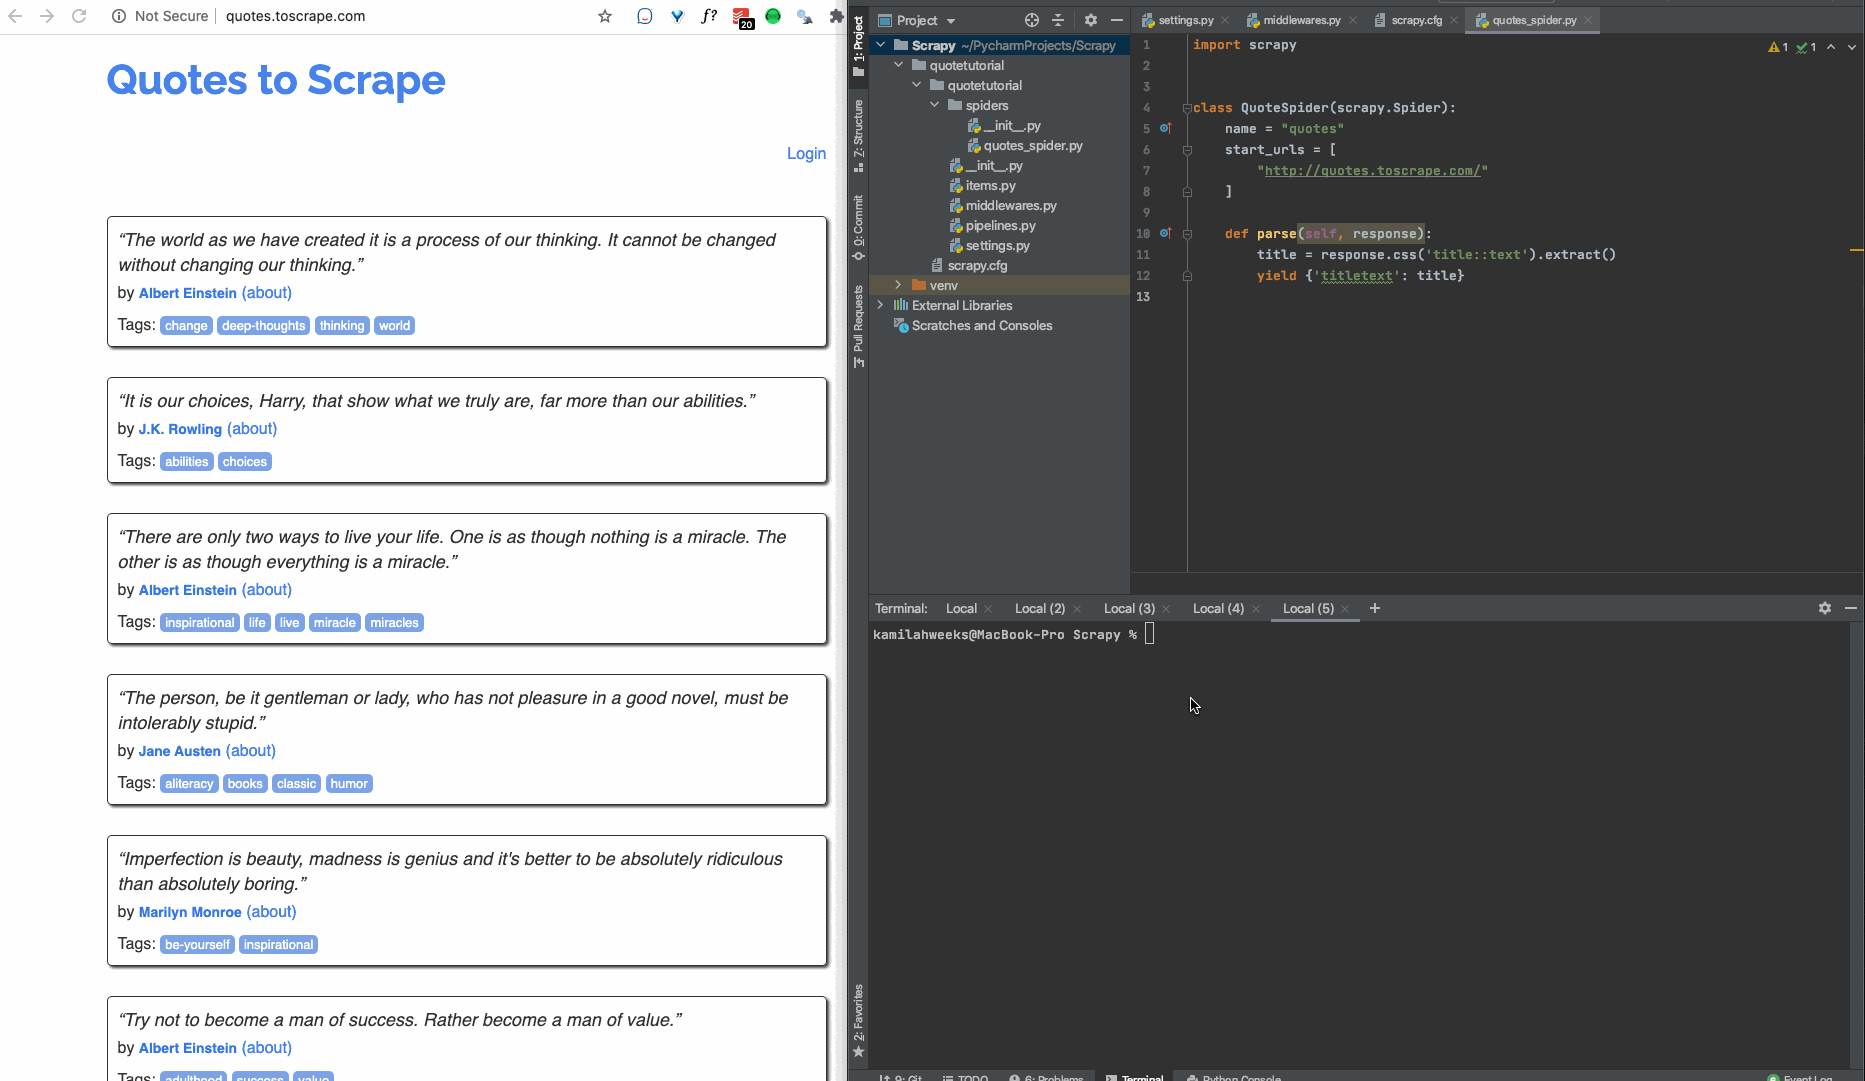 Not Secure | quotes.toscrape.com
f?
20
Quotes to Scrape
Login
“The world as we have created it is a process of our thinking. It cannot be changed
without changing our thinking.”
by Albert Einstein (about)
Tags: change deep-thoughts thinking world
“It is our choices, Harry, that show what we truly are, far more than our abilities.”
by J.K. Rowling (about)
Tags: abilities choices
“There are only two ways to live your life. One is as though nothing is a miracle. The
other is as though everything is a miracle.”
by Albert Einstein (about)
Tags: inspirational life live miracle miracles
“The person, be it gentleman or lady, who has not pleasure in a good novel, must be
intolerably stupid.”
by Jane Austen (about)
Tags: aliteracy books classic humor
“Imperfection is beauty, madness is genius and it's better to be absolutely ridiculous
than absolutely boring.”
by Marilyn Monroe (about)
Tags: be-yourself inspirational
“Try not to become a man of success. Rather become a man of value.”
by Albert Einstein (about)
Tags: adulthood success value
1: Project
7: Structure
0: Commit
Pull Requests
2: Favorites
Project
Scrapy ~/PycharmProjects/Scrapy
quotetutorial
quotetutorial
spiders
__init__.py
quotes_spider.py
__init__.py
items.py
middlewares.py
pipelines.py
settings.py
scrapy.cfg
venv
External Libraries
Scratches and Consoles
settings.py middlewares.py scrapy.cfg quotes_spider.py
1 1
1 import scrapy
2
3
4 class QuoteSpider(scrapy.Spider):
5 name = "quotes"
6 start_urls = [
7 "http://quotes.toscrape.com/"
8 ]
9
10 def parse(self, response):
11 title = response.css('title::text').extract()
12 yield {'titletext': title}
13
Terminal: Local Local (2) Local (3) Local (4) Local (5) +
kamilahweeks@MacBook-Pro Scrapy %
9: Git TODO 6: Problems Terminal Python Console Event Log